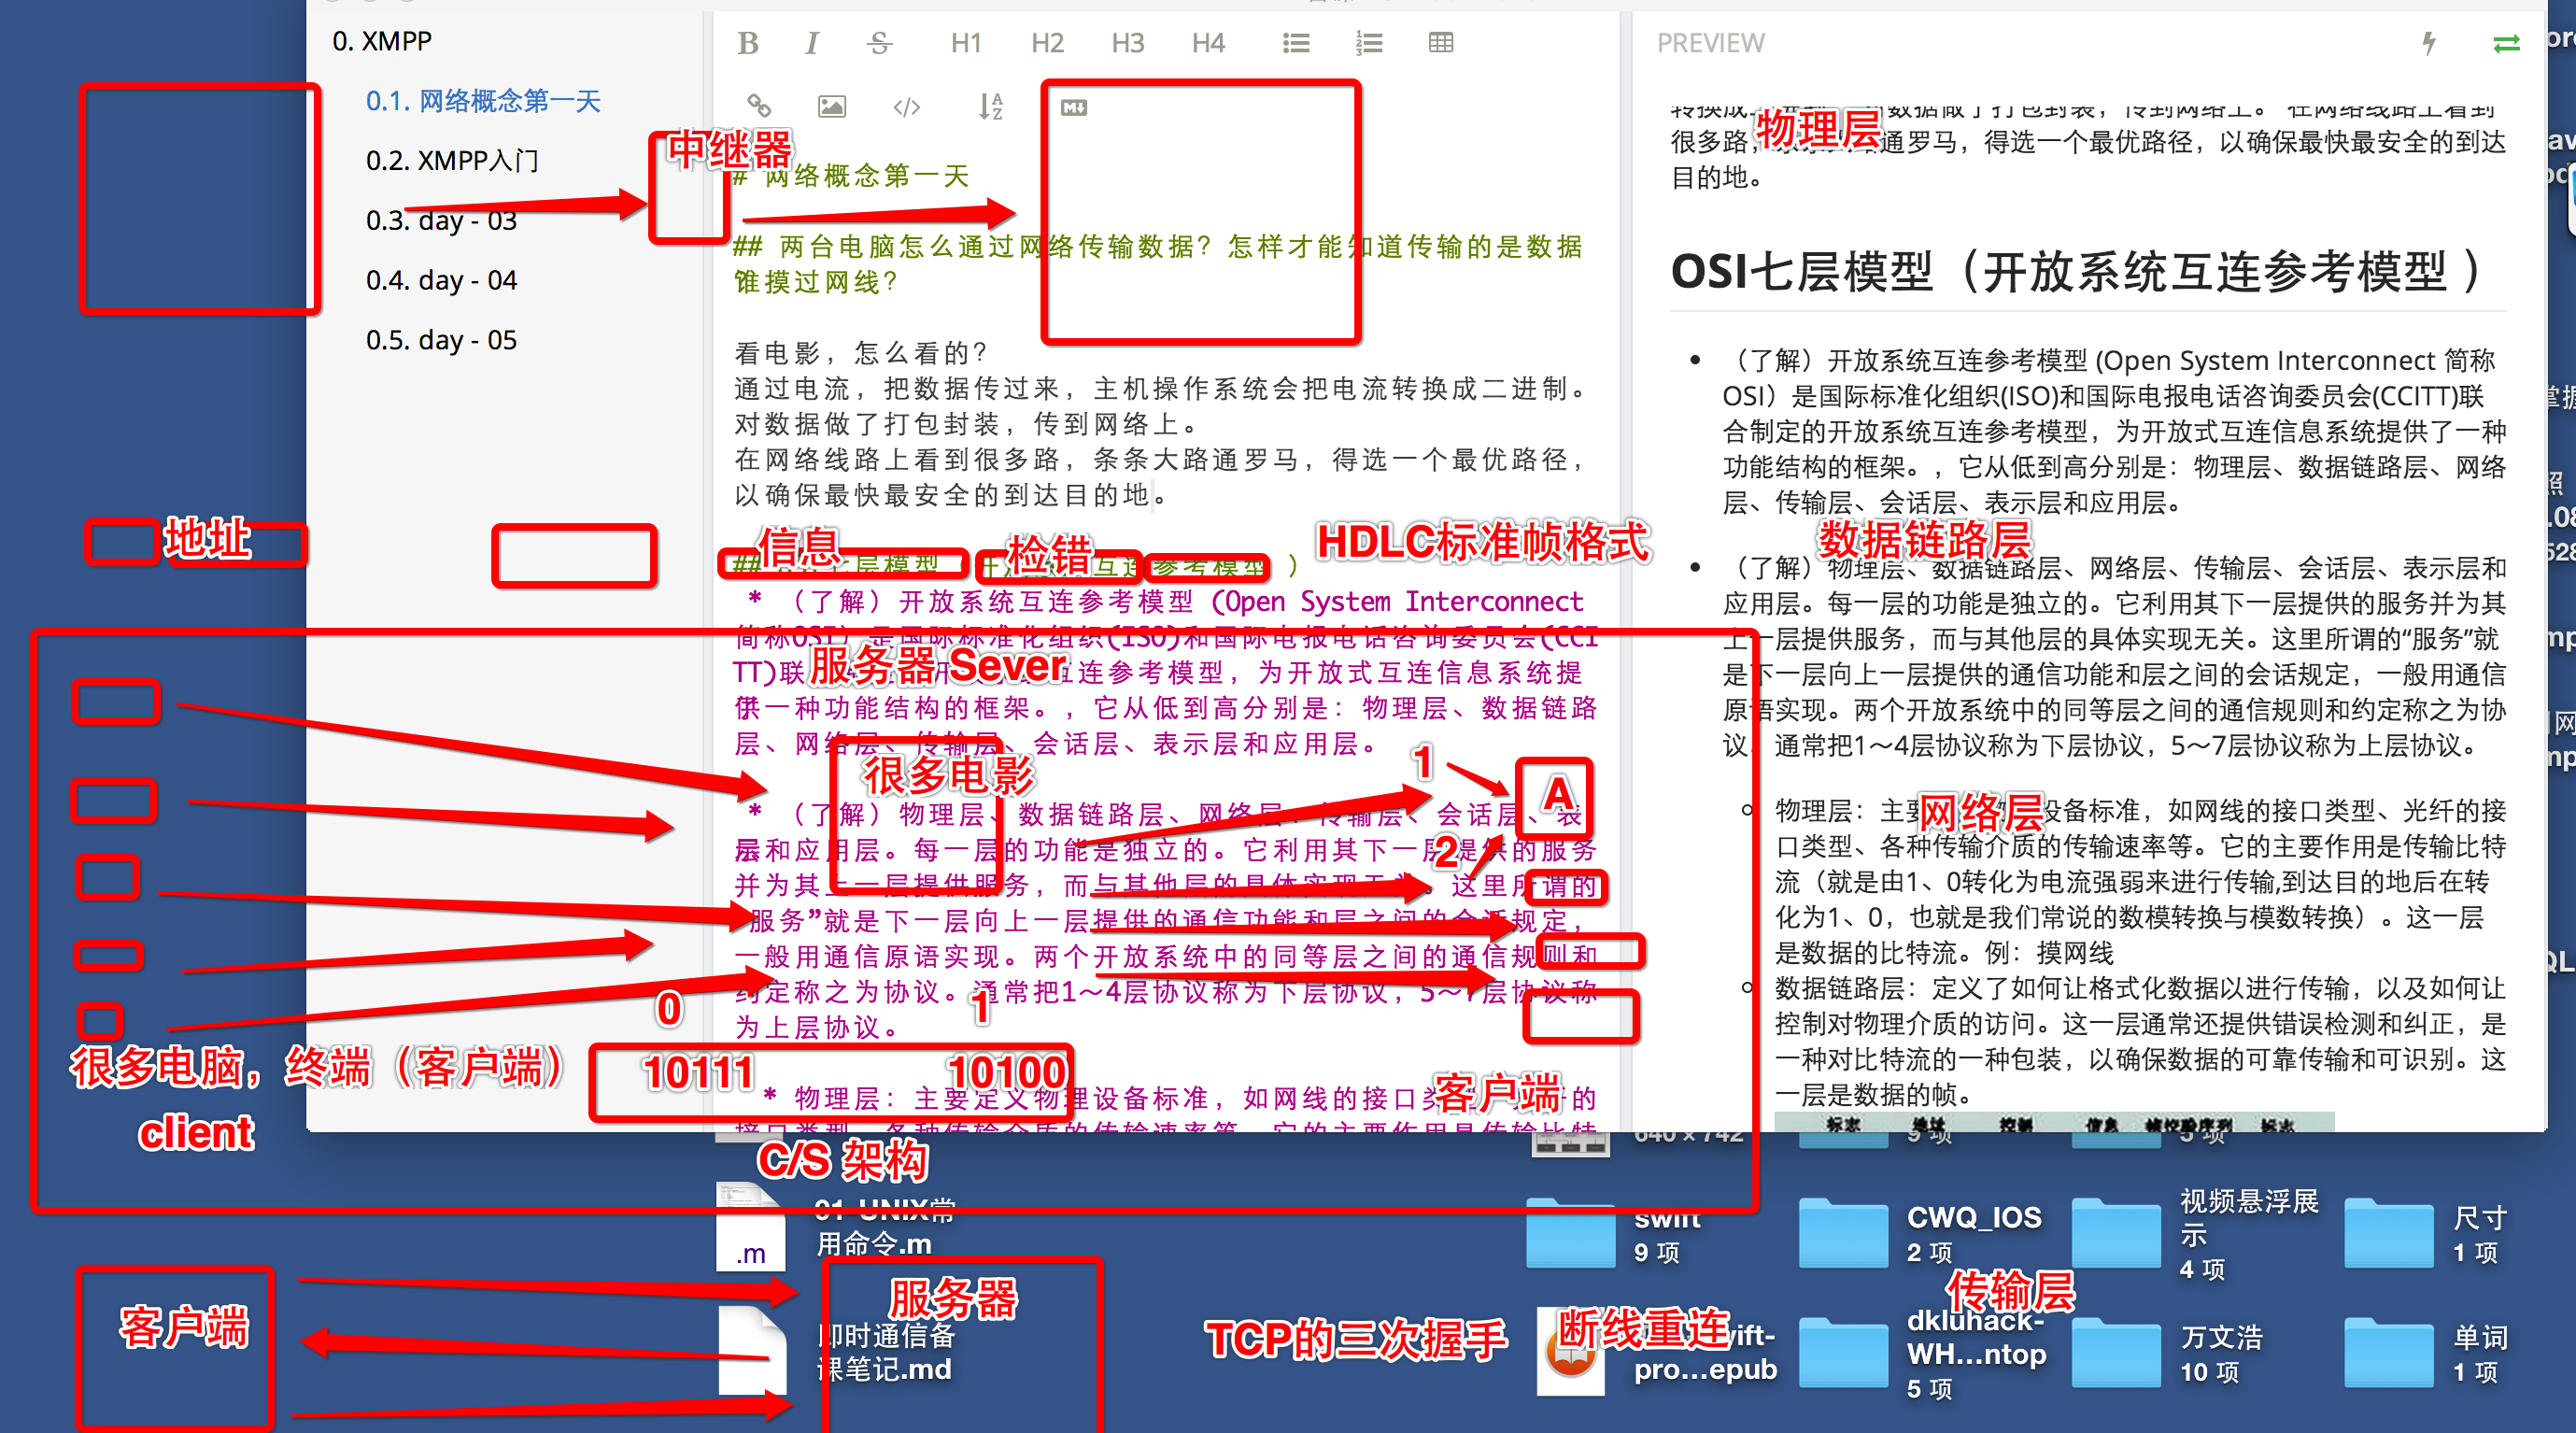 0. XMPP
0.1. 网络概念第一天
0.2. XMPP入门
0.3. day - 03
0.4. day - 04
0.5. day - 05
B I S H1 H2 H3 H4
中继器
# 网络概念第一天
## 两台电脑怎么通过网络传输数据？怎样才能知道传输的是数据
谁摸过网线？
看电影，怎么看的？
通过电流，把数据传过来，主机操作系统会把电流转换成二进制。
对数据做了打包封装，传到网络上。
在网络线路上看到很多路，条条大路通罗马，得选一个最优路径，
以确保最快最安全的到达目的地。
地址
信息
检错
HDLC标准帧格式
## 七层模型（开 互连参考模型 ）
* （了解）开放系统互连参考模型 (Open System Interconnect
简称OSI）是国际标准化组织(ISO)和国际电报电话咨询委员会(CCI
TT)联 互连参考模型，为开放式互连信息系统提
供一种功能结构的框架。，它从低到高分别是：物理层、数据链路
层、网络层、传输层、会话层、表示层和应用层。
* （了解）物理层、数据链路层、网络层、传输层、会话层、表
层和应用层。每一层的功能是独立的。它利用其下一层提供的服务
并为其上一层提供服务，而与其他层的具体实现无关。这里所谓的
服务”就是下一层向上一层提供的通信功能和层之间的会话规定，
一般用通信原语实现。两个开放系统中的同等层之间的通信规则和
约定称之为协议。通常把1～4层协议称为下层协议，5～7层协议称
为上层协议。
* 物理层：主要定义物理设备标准，如网线的接口类 的
接口类型、各种传输介质的传输速率等。它的主要作用是传输比特
服务器 Sever
很多电影
1
A
2
0
1
10111
10100
很多电脑，终端（客户端）
client
客户端
C/S 架构
PREVIEW
物理层
数据做了打包封装，传到网络上。 在网络线路上看到
很多路， 通罗马，得选一个最优路径，以确保最快最安全的到达
目的地。
OSI七层模型（开放系统互连参考模型 ）
• （了解）开放系统互连参考模型 (Open System Interconnect 简称
OSI）是国际标准化组织(ISO)和国际电报电话咨询委员会(CCITT)联
合制定的开放系统互连参考模型，为开放式互连信息系统提供了一种
功能结构的框架。，它从低到高分别是：物理层、数据链路层、网络
层、传输层、会话层、表示层和应用层。
数据链路层
• （了解）物理层、数据链路层、网络层、传输层、会话层、表示层和
应用层。每一层的功能是独立的。它利用其下一层提供的服务并为其
上一层提供服务，而与其他层的具体实现无关。这里所谓的“服务”就
是下一层向上一层提供的通信功能和层之间的会话规定，一般用通信
原语实现。两个开放系统中的同等层之间的通信规则和约定称之为协
议。通常把1～4层协议称为下层协议，5～7层协议称为上层协议。
网络层
物理层：主要 设备标准，如网线的接口类型、光纤的接
口类型、各种传输介质的传输速率等。它的主要作用是传输比特
流（就是由1、0转化为电流强弱来进行传输,到达目的地后在转
化为1、0，也就是我们常说的数模转换与模数转换）。这一层
是数据的比特流。例：摸网线
数据链路层：定义了如何让格式化数据以进行传输，以及如何让
控制对物理介质的访问。这一层通常还提供错误检测和纠正，是
一种对比特流的一种包装，以确保数据的可靠传输和可识别。这
一层是数据的帧。
标志 地址 控制 信息 帧校验序列 标志
640×742
9 项
5 项
.m
01-UNIX常
用命令.m
swift
9 项
CWQ_IOS
2 项
视频悬浮展
示
4 项
尺寸
1 项
客户端
服务器
即时通信备
课笔记.md
TCP的三次握手
断线重连
wift-
pro...epub
传输层
dkluhack-
WH...ntop
5 项
万文浩
10 项
单词
1 项